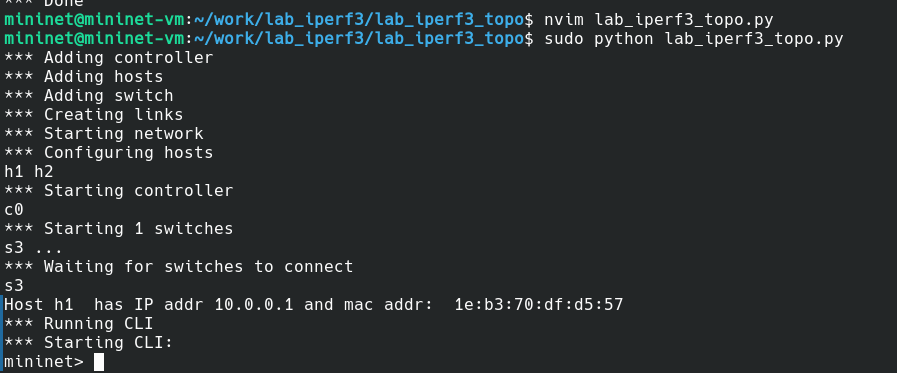 *** Done
mininet@mininet-vm:~/work/lab_iperf3/lab_iperf3_topo$ nvim lab_iperf3_topo.py
mininet@mininet-vm:~/work/lab_iperf3/lab_iperf3_topo$ sudo python lab_iperf3_topo.py
*** Adding controller
*** Adding hosts
*** Adding switch
*** Creating links
*** Starting network
*** Configuring hosts
h1 h2
*** Starting controller
c0
*** Starting 1 switches
s3 ...
*** Waiting for switches to connect
s3
Host h1  has IP addr 10.0.0.1 and mac addr:  1e:b3:70:df:d5:57
*** Running CLI
*** Starting CLI:
mininet>